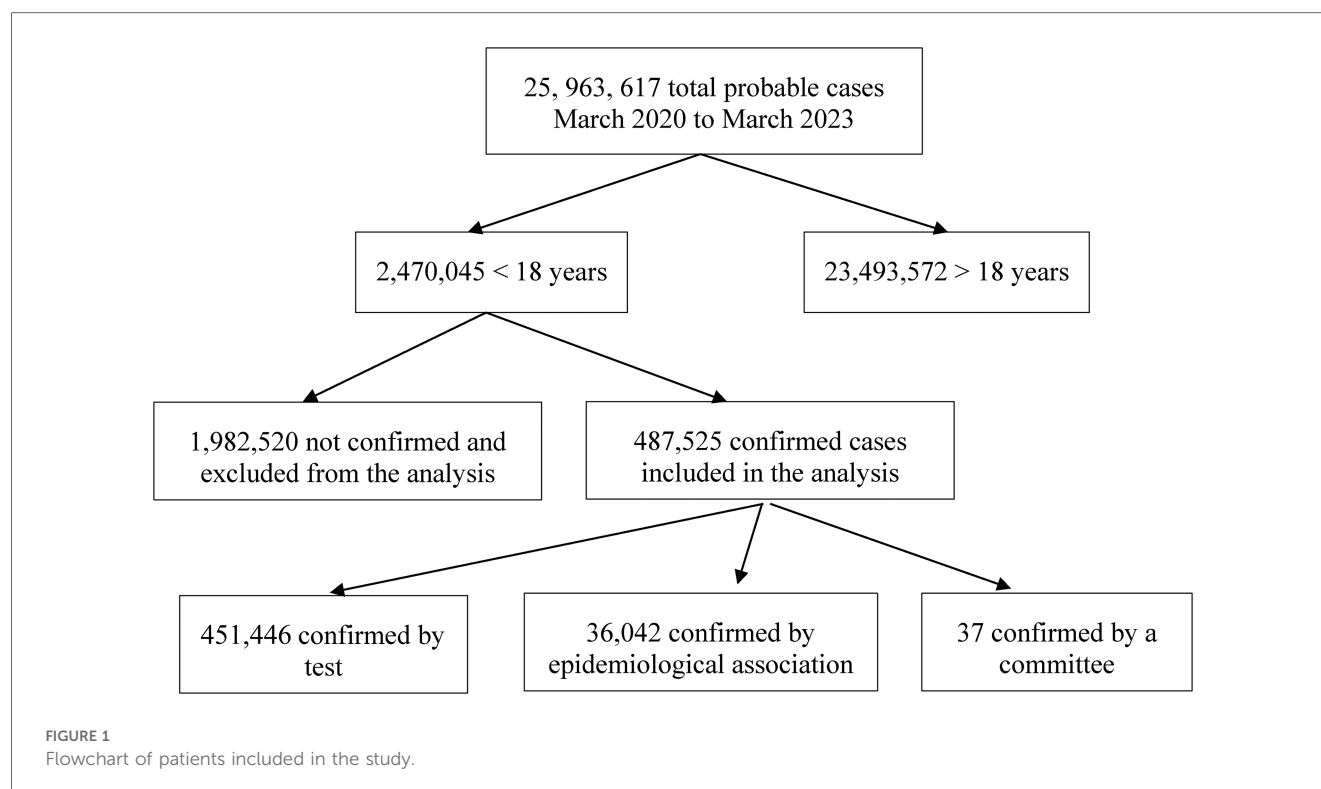 25, 963, 617 total probable cases
March 2020 to March 2023
2,470,045 < 18 years
23,493,572 > 18 years
1,982,520 not confirmed and
excluded from the analysis
487,525 confirmed cases
included in the analysis
451,446 confirmed by
test
36,042 confirmed by
epidemiological association
37 confirmed by a
committee
FIGURE 1
Flowchart of patients included in the study.